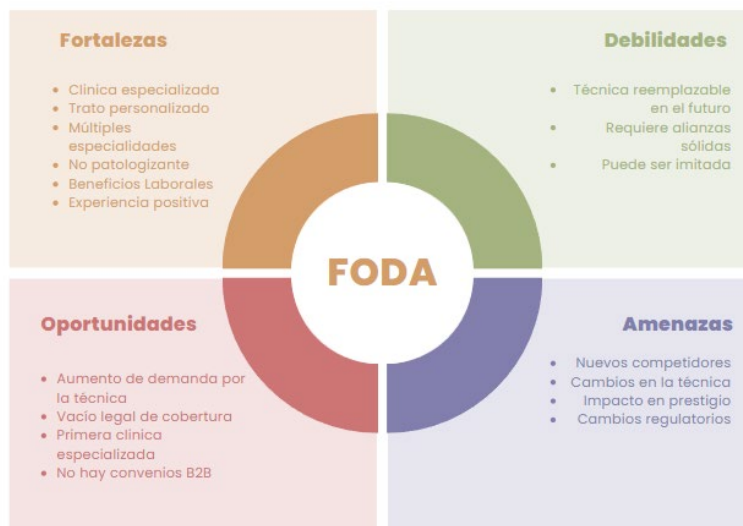 Fortalezas
• Clinica especializada
• Trato personalizado
• Múltiples
especialidades
• No patologizante
• Beneficios Laborales
• Experiencia positiva
Debilidades
• Técnica reemplazable
en el futuro
• Requiere alianzas
sólidas
• Puede ser imitada
FODA
Oportunidades
• Aumento de demanda por
la técnica
• Vacío legal de cobertura
• Primera clínica
especializada
• No hay convenios B2B
Amenazas
• Nuevos competidores
• Cambios en la técnica
• Impacto en prestigio
• Cambios regulatorios